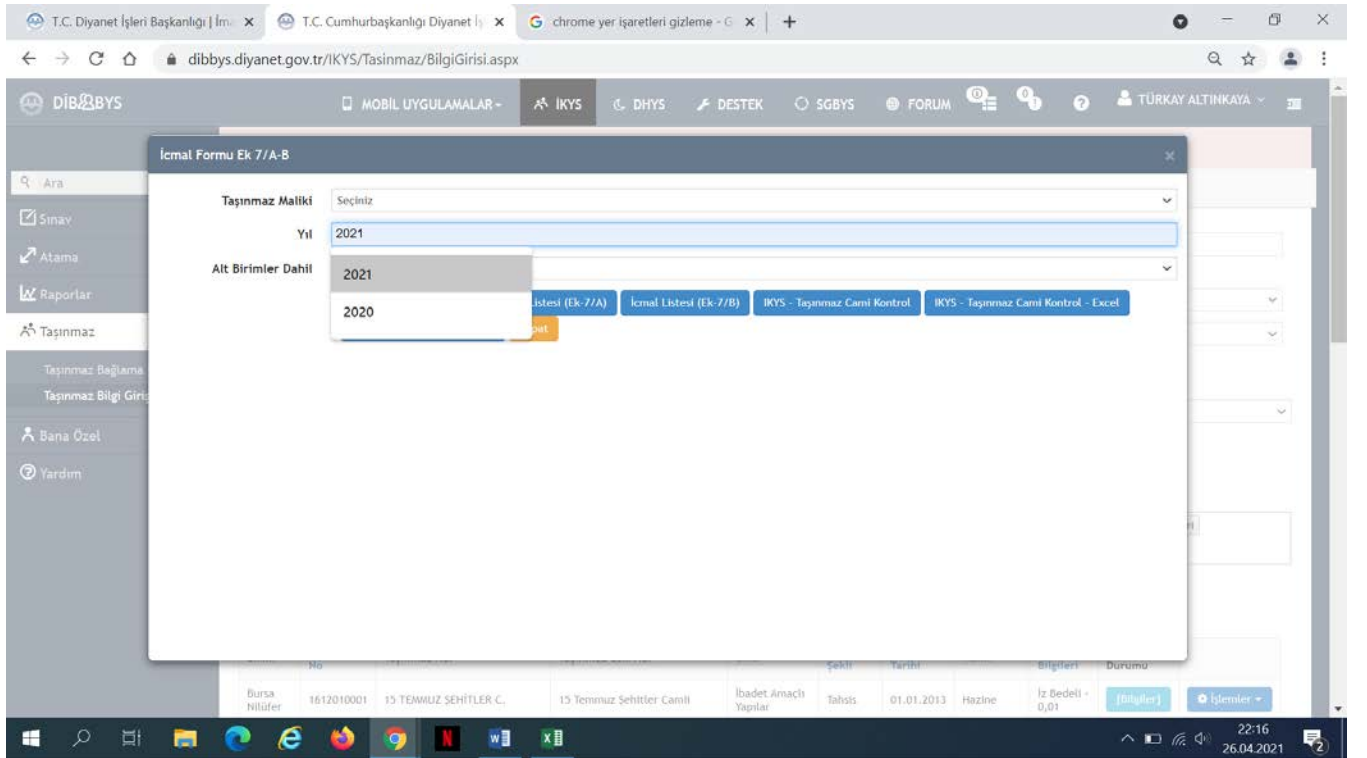 T.C. Diyanet İşleri Başkanlığı | İm
T.C. Cumhurbaşkanlığı Diyanet İş
chrome yer işaretleri gizleme - G
dibbys.diyanet.gov.tr/IKYS/Tasinmaz/BilgiGirisi.aspx
DİBBYS
MOBİL UYGULAMALAR
İKYS
DHYS
DESTEK
SGBYS
FORUM
TÜRKAY ALTINKAYA
İcmal Formu Ek 7/A-B
Ara
Sınav
Atama
Raporlar
Taşınmaz
Taşınmaz Bağlama
Taşınmaz Bilgi Giriş
Bana Özel
Yardım
Taşınmaz Maliki Seçiniz
Yıl 2021
Alt Birimler Dahil
2021
2020
Listesi (Ek-7/A) İcmal Listesi (Ek-7/B) IKYS - Taşınmaz Cami Kontrol IKYS - Taşınmaz Cami Kontrol - Excel
pat
No Şekli Tarihi Bilgileri Durumu
Bursa Nilüfer 1612010001 15 TEMMUZ ŞEHİTLER C. 15 Temmuz Şehitler Camii İbadet Amaçlı Yapılar Tahsis 01.01.2013 Hazine İz Bedeli - 0,01 [Bilgiler] İşlemler
22:16
26.04.2021
2